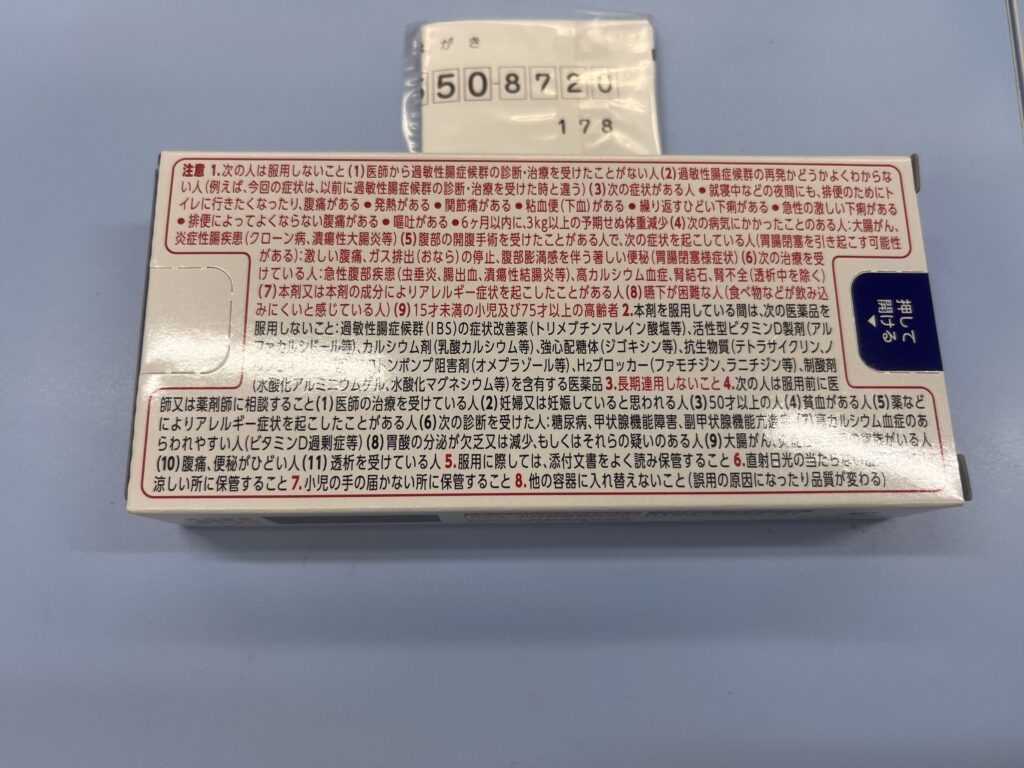 がき
508720
178
注意 1.次の人は服用しないこと(1)医師から過敏性腸症候群の診断・治療を受けたことがない人(2)過敏性腸症候群の再発かどうかよくわからな
い人(例えば、今回の症状は、以前に過敏性腸症候群の診断・治療を受けた時と違う)(3)次の症状がある人●就寝中などの夜間にも、排便のためにト
イレに行きたくなったり、腹痛がある●発熱がある●関節痛がある●粘血便(下血)がある●繰り返すひどい下痢がある●急性の激しい下痢がある
●排便によってよくならない腹痛がある●嘔吐がある●6ヶ月以内に、3kg以上の予期せぬ体重減少(4)次の病気にかかったことのある人:大腸がん、
炎症性腸疾患(クローン病、潰瘍性大腸炎等)(5)腹部の開腹手術を受けたことがある人で、次の症状を起こしている人(胃腸閉塞を引き起こす可能性
がある):激しい腹痛、ガス排出(おなら)の停止、腹部膨満感を伴う著しい便秘(胃腸閉塞様症状)(6)次の治療を受
けている人:急性腹部疾患(虫垂炎、腸出血、潰瘍性結腸炎等)、高カルシウム血症、腎結石、腎不全(透析中を除く)
(7)本剤又は本剤の成分によりアレルギー症状を起こしたことがある人(8)嚥下が困難な人(食べ物などが飲み込
みにくいと感じている人)(9)15才未満の小児及び75才以上の高齢者 2.本剤を服用している間は、次の医薬品を
服用しないこと:過敏性腸症候群(IBS)の症状改善薬(トリメブチンマレイン酸塩等)、活性型ビタミンD製剤(アル
ファカルシドール等)、カルシウム剤(乳酸カルシウム等)、強心配糖体(ジゴキシン等)、抗生物質(テトラサイクリン、ノ
トンポンプ阻害剤(オメプラゾール等)、H2ブロッカー(ファモチジン、ラニチジン等)、制酸剤
(水酸化アルミニウムゲル、水酸化マグネシウム等)を含有する医薬品 3.長期連用しないこと 4.次の人は服用前に医
師又は薬剤師に相談すること(1)医師の治療を受けている人(2)妊婦又は妊娠していると思われる人(3)50才以上の人(4)貧血がある人(5)薬などに
によりアレルギー症状を起こしたことがある人(6)次の診断を受けた人:糖尿病、甲状腺機能障害、副甲状腺機能亢進症(7)高カルシウム血症のあ
らわれやすい人(ビタミンD過剰症等)(8)胃酸の分泌が欠乏又は減少、もしくはそれらの疑いのある人(9)大腸がん、の家族がいる人
(10)腹痛、便秘がひどい人(11)透析を受けている人 5.服用に際しては、添付文書をよく読み保管すること 6.直射日光の当たらない
涼しい所に保管すること 7.小児の手の届かない所に保管すること 8.他の容器に入れ替えないこと(誤用の原因になったり品質が変わる)
押して
開ける